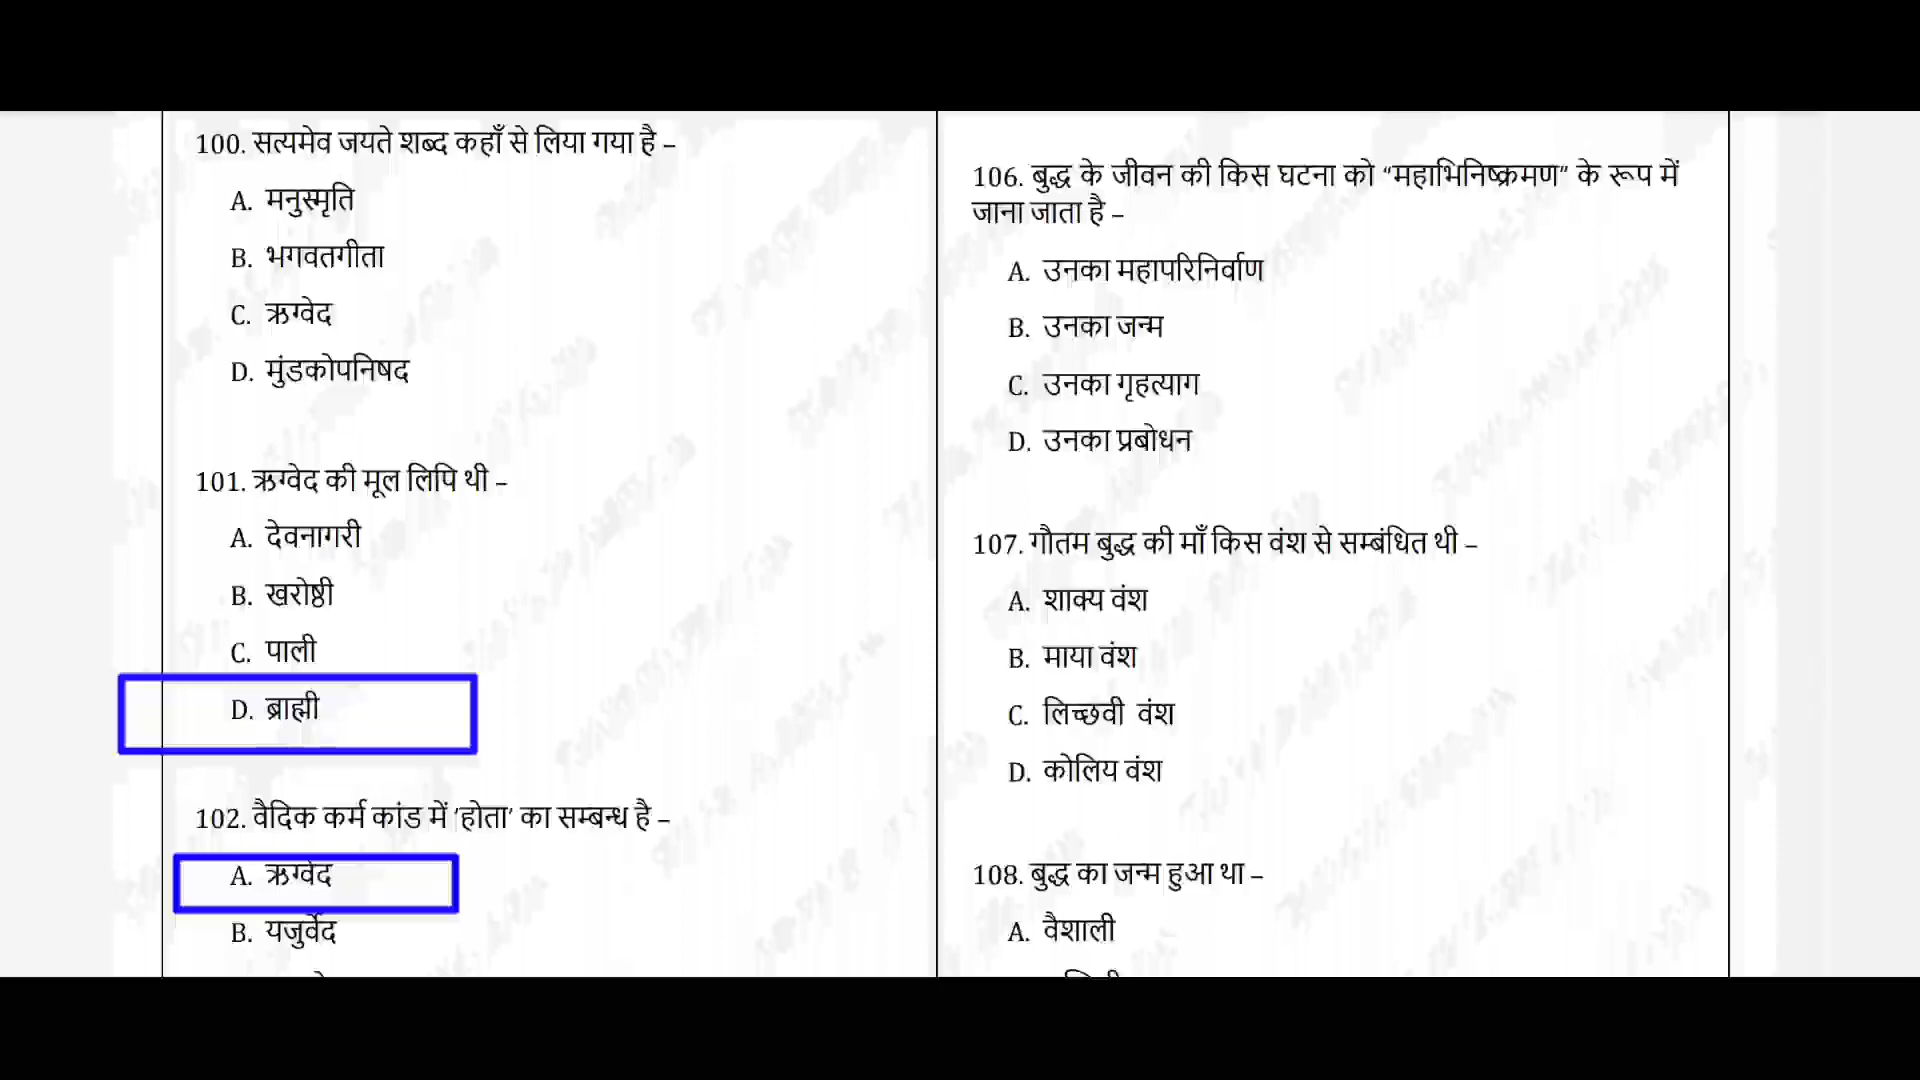 100. सत्यमेव जयते शब्द कहाँ से लिया गया है –
A. मनुस्मृति
B. भगवतगीता
C. ऋग्वेद
D. मुंडकोपनिषद
101. ऋग्वेद की मूल लिपि थी –
A. देवनागरी
B. खरोष्ठी
C. पाली
D. ब्राह्मी
102. वैदिक कर्म कांड में ‘होता’ का सम्बन्ध है –
A. ऋग्वेद
B. यजुर्वेद
106. बुद्ध के जीवन की किस घटना को “महाभिनिष्क्रमण” के रूप में
जाना जाता है –
A. उनका महापरिनिर्वाण
B. उनका जन्म
C. उनका गृहत्याग
D. उनका प्रबोधन
107. गौतम बुद्ध की माँ किस वंश से सम्बंधित थी –
A. शाक्य वंश
B. माया वंश
C. लिच्छवी वंश
D. कोलिय वंश
108. बुद्ध का जन्म हुआ था –
A. वैशाली